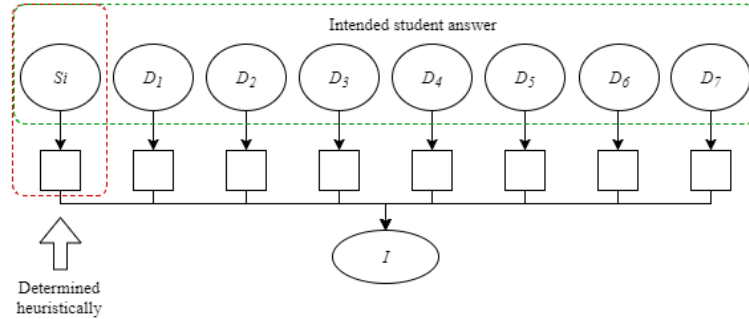 Intended student answer
Si D1 D2 D3 D4 D5 D6 D7
I
Determined
heuristically